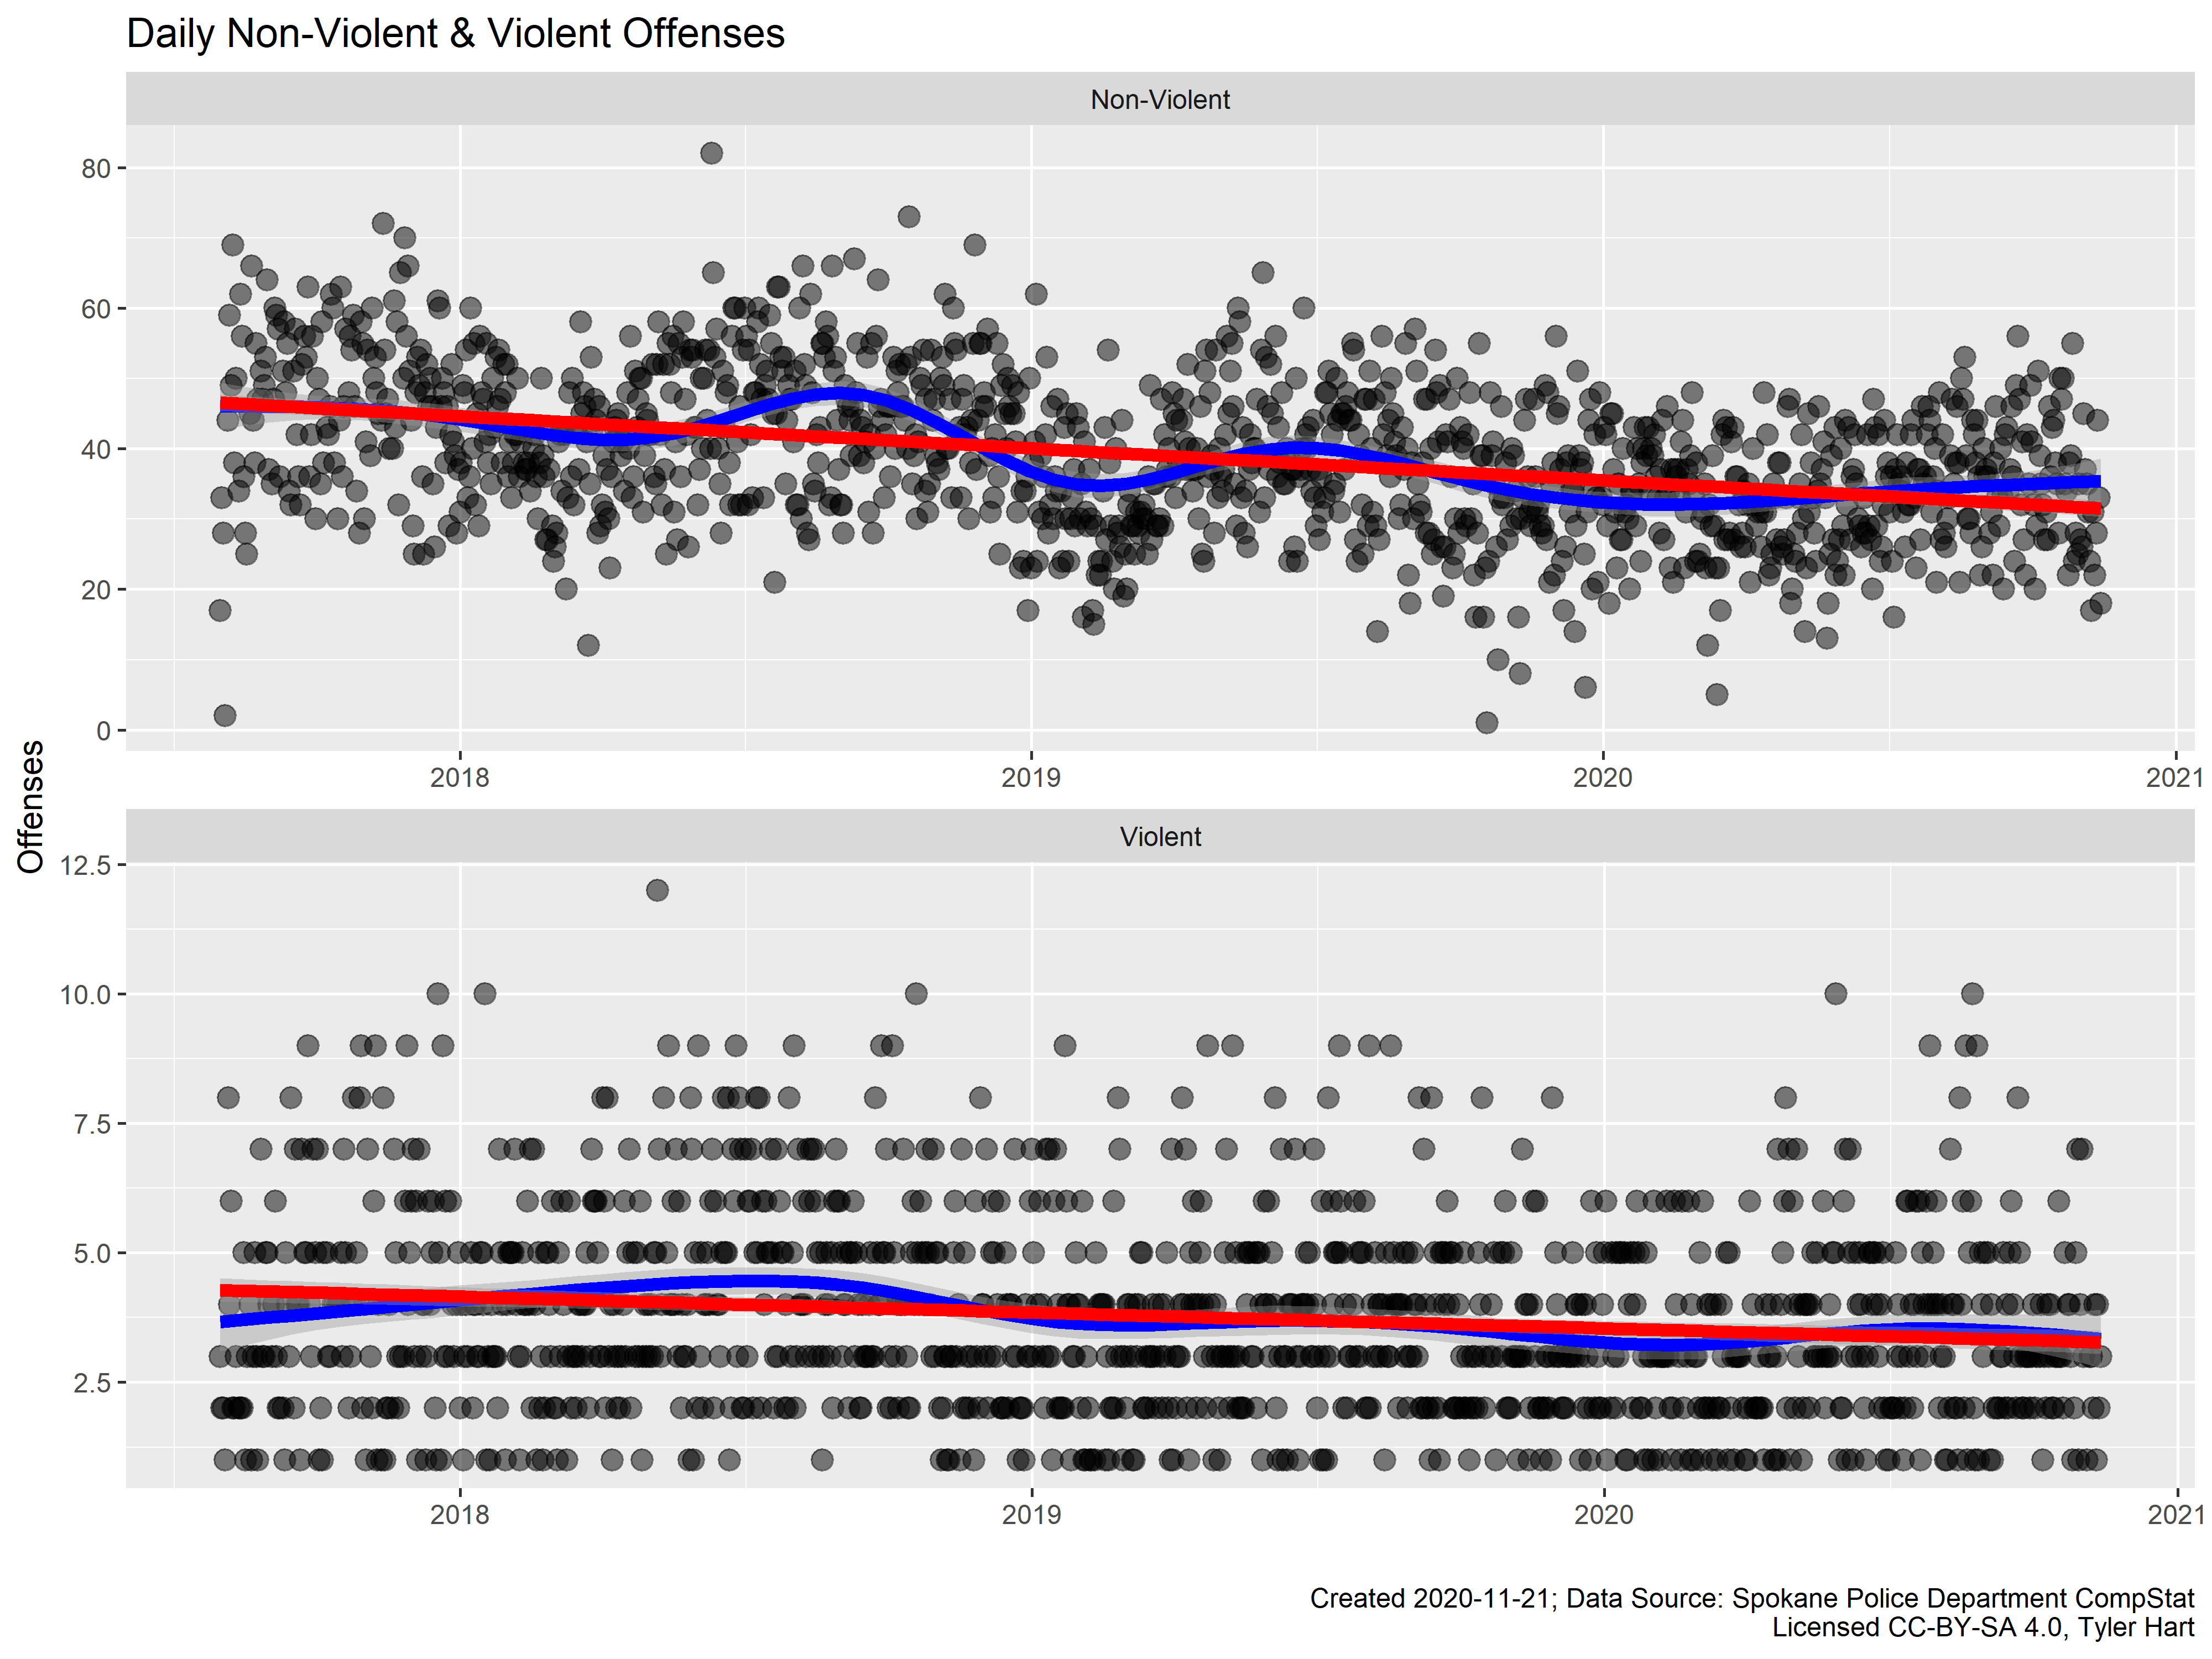 Daily Non-Violent & Violent Offenses
Non-Violent
80
60
40
20
0
2018 2019 2020 2021
Offenses
Violent
12.5
10.0
7.5
5.0
2.5
2018 2019 2020 2021
Created 2020-11-21; Data Source: Spokane Police Department CompStat
Licensed CC-BY-SA 4.0, Tyler Hart